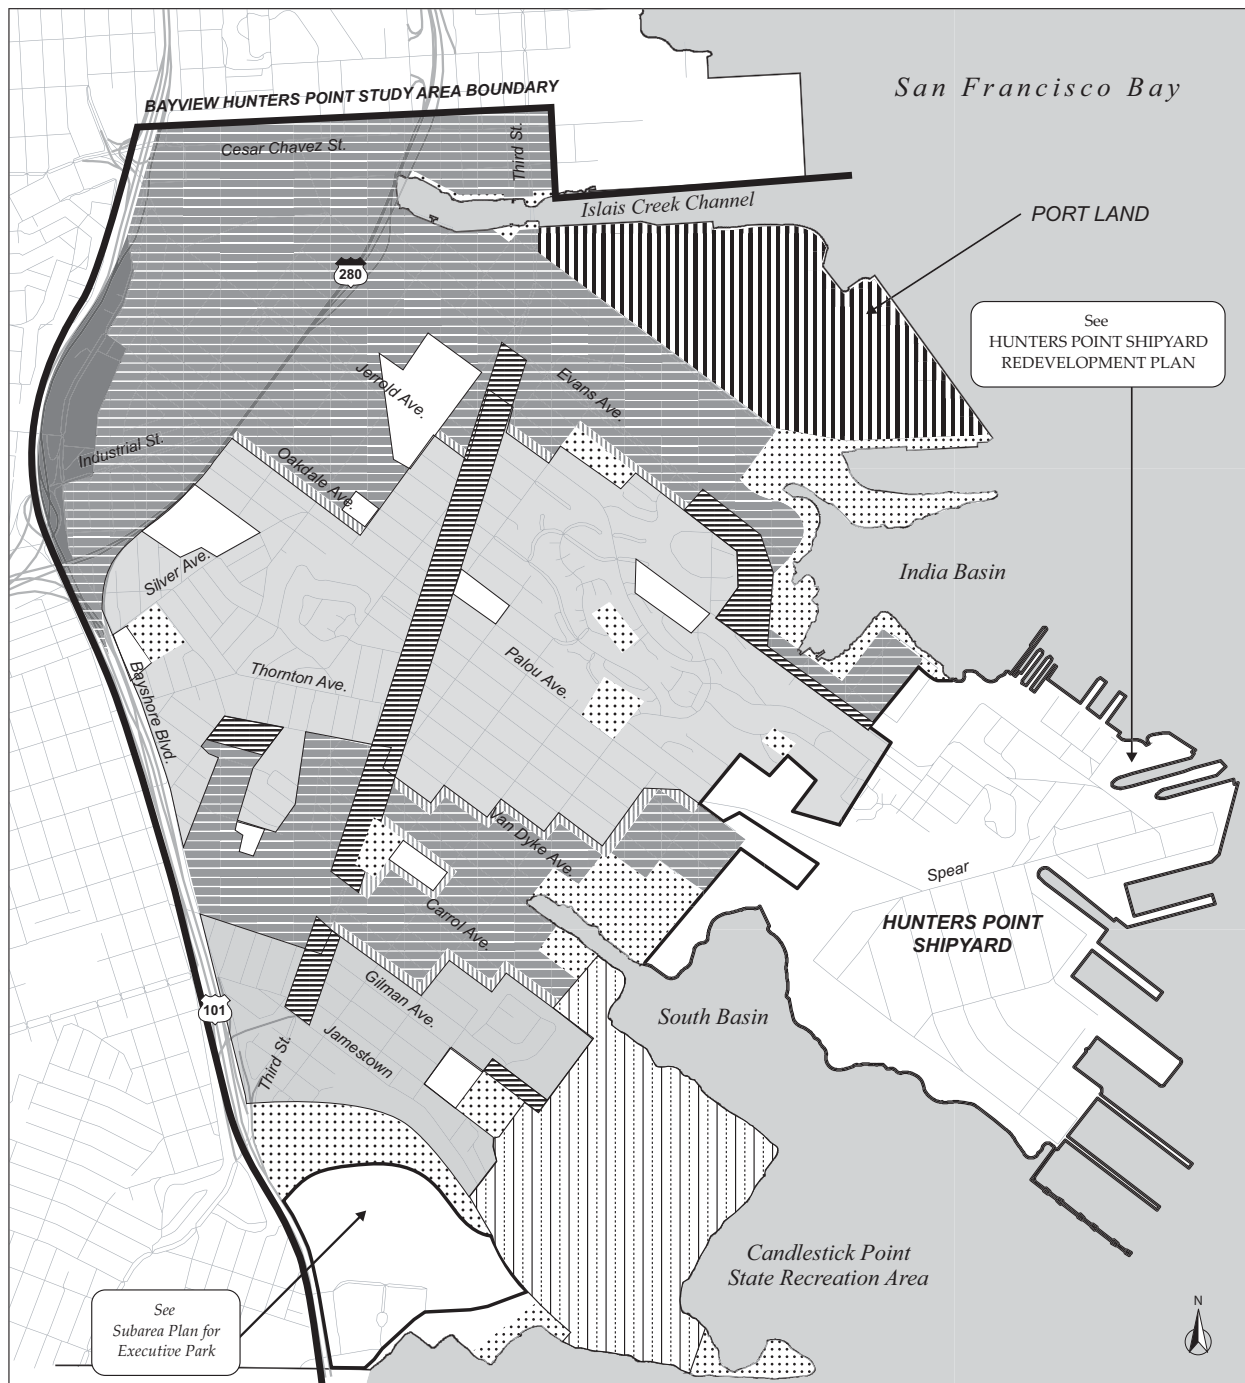 San Francisco Bay
BAYVIEW HUNTERS POINT STUDY AREA BOUNDARY
Cesar Chavez St.
Third St.
Islais Creek Channel
PORT LAND
280
See
HUNTERS POINT SHIPYARD
REDEVELOPMENT PLAN
Jerrold Ave.
Evans Ave.
Industrial St.
Oakdale Ave.
Silver Ave.
India Basin
Palou Ave.
Thornton Ave.
Bayshore Blvd.
Van Dyke Ave.
Spear
Carrol Ave.
HUNTERS POINT
SHIPYARD
Gilman Ave.
101
South Basin
Jamestown
Third St.
Candlestick Point
State Recreation Area
See
Subarea Plan for
Executive Park
N